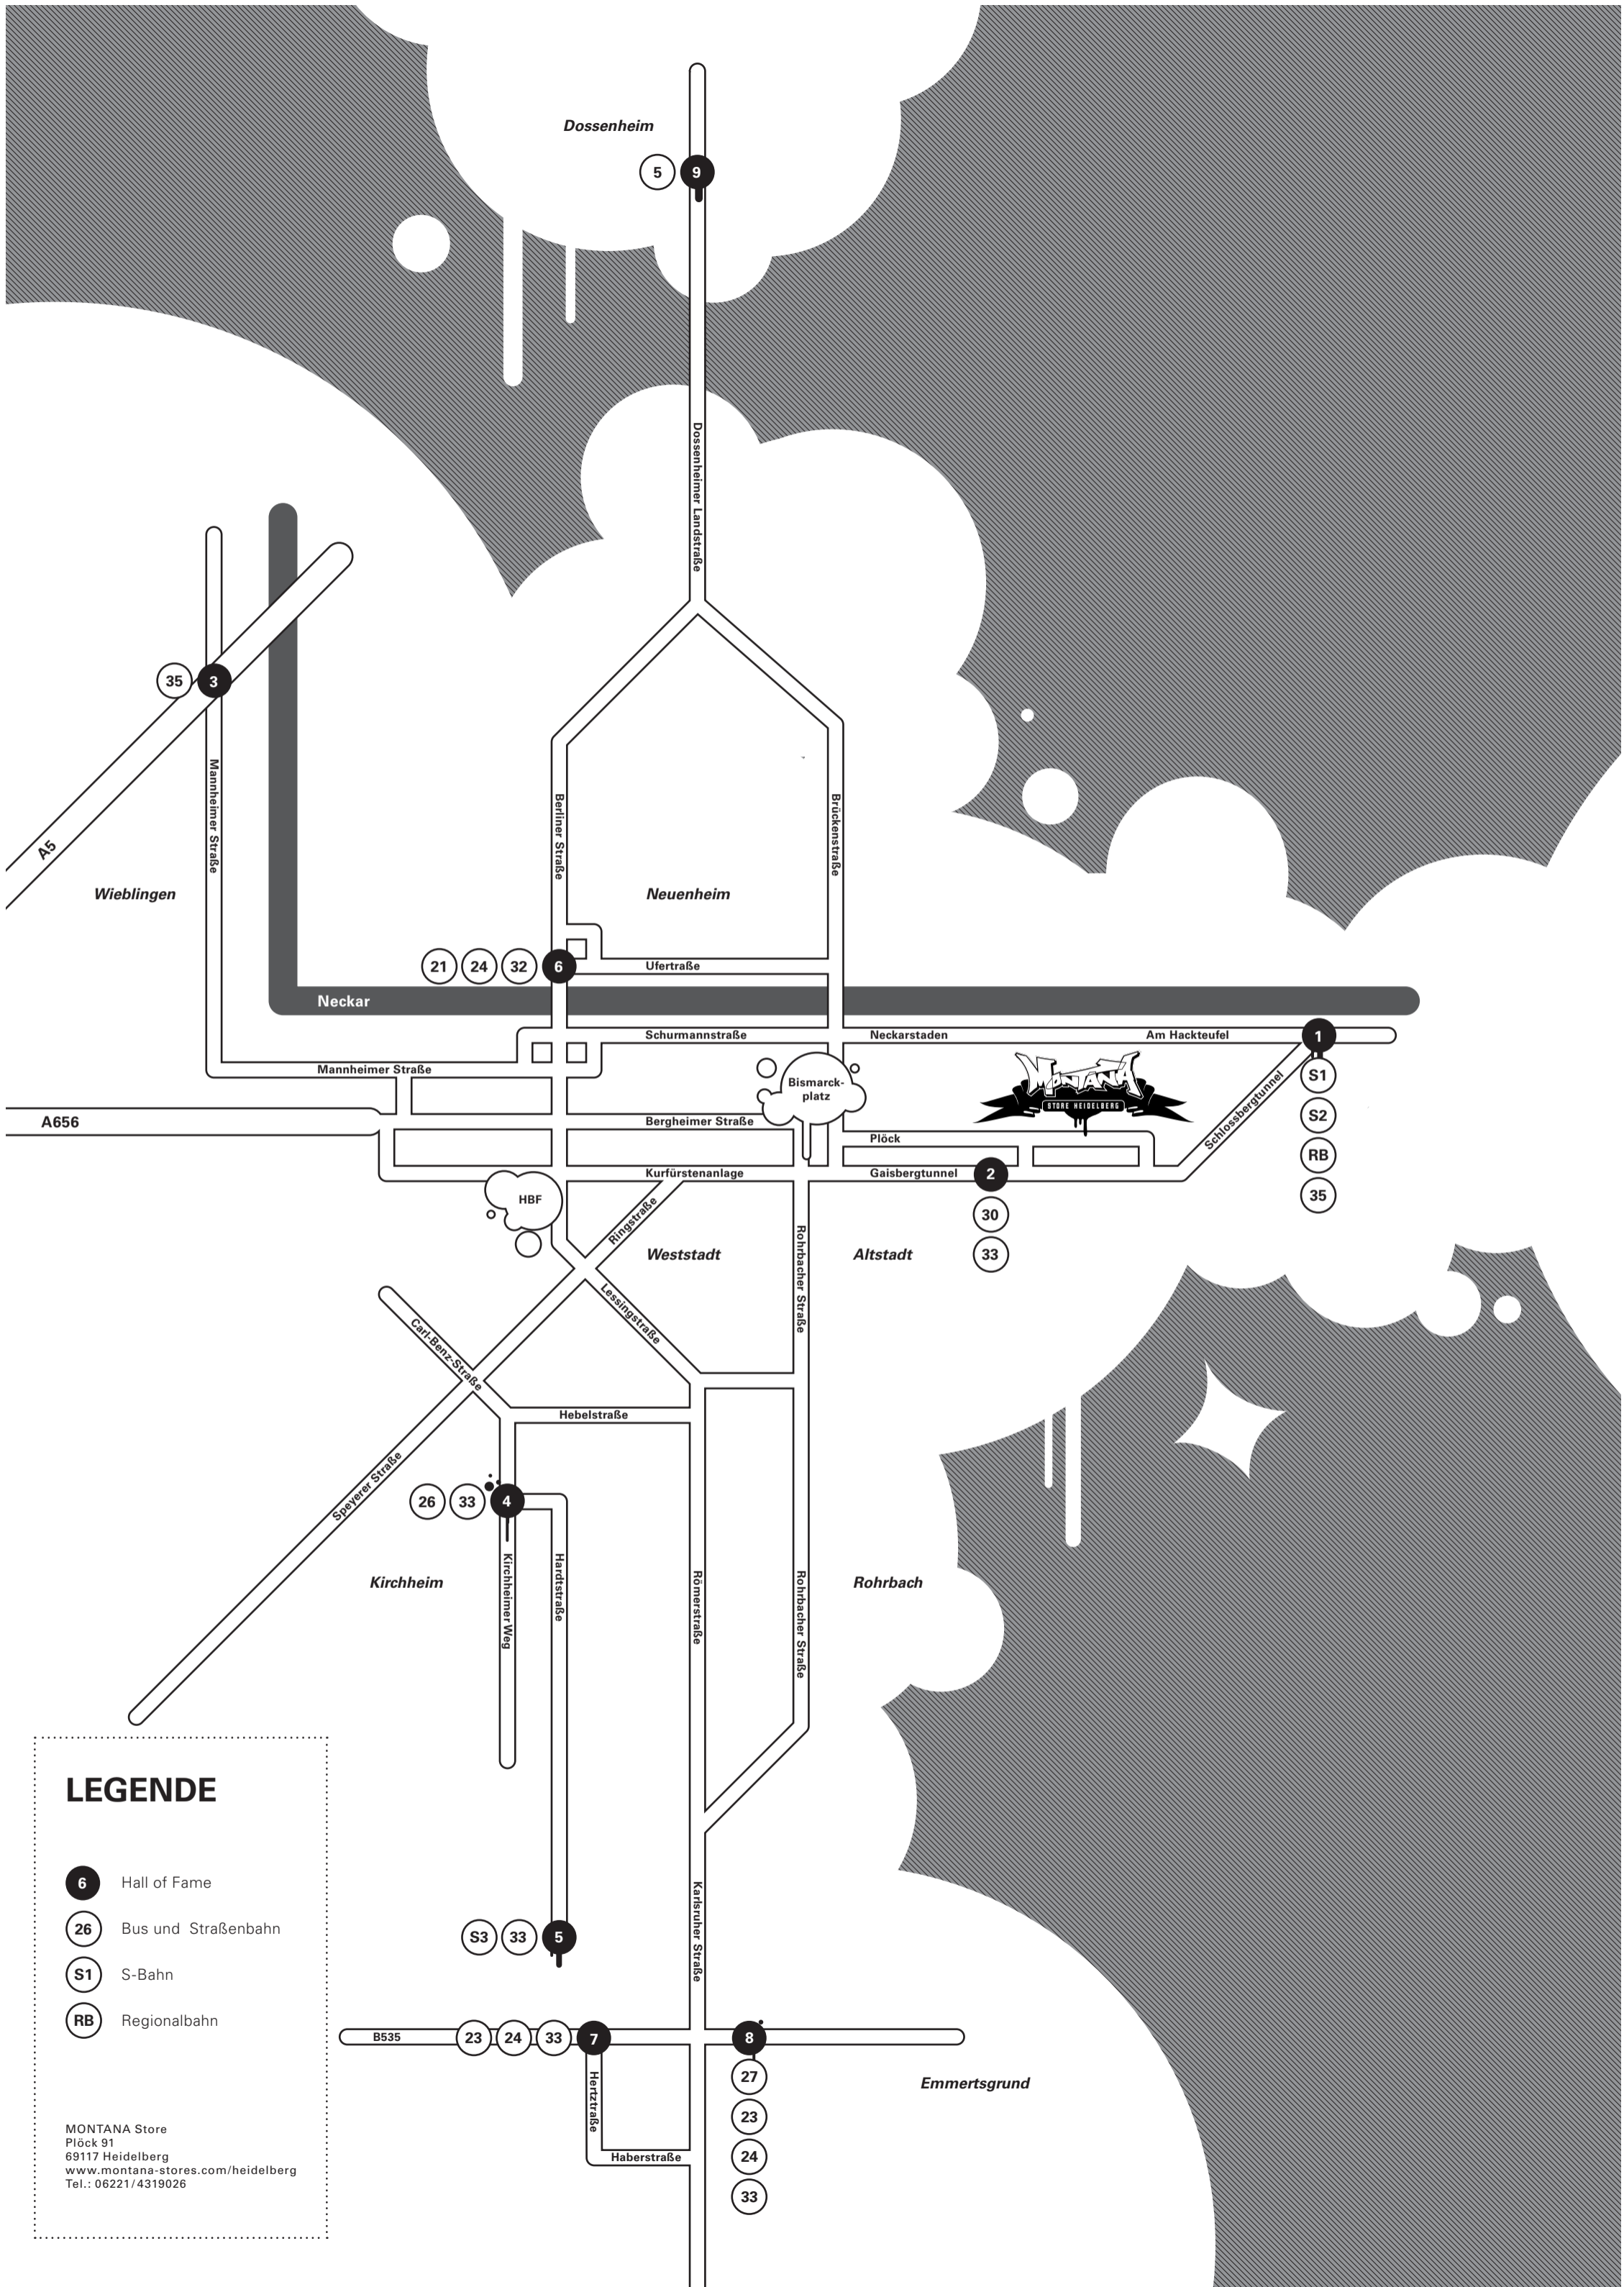 Dossenheim
5
9
Dossenheimer Landstraße
35
3
Mannheimer Straße
A5
Wieblingen
Berliner Straße
Neuenheim
Brückenstraße
21
24
32
6
Ufertraße
Neckar
Schurmannstraße
Neckarstaden
Am Hackteufel
1
S1
S2
RB
35
Mannheimer Straße
Bismarck-
platz
MONTANA
STORE HEIDELBERG
Schlossbergtunnel
A656
Bergheimer Straße
Plöck
Kurfürstenanlage
Gaisbergtunnel
2
30
33
HBF
Ringstraße
Weststadt
Rohrbacher Straße
Altstadt
Lessingstraße
Carl-Benz-Straße
Hebelstraße
Speyerer Straße
26
33
4
Kirchheim
Kirchheimer Weg
Hardtstraße
Römerstraße
Rohrbacher Straße
Rohrbach
S3
33
5
Karlsruher Straße
B535
23
24
33
7
8
27
23
24
33
Emmertsgrund
Hertztraße
Haberstraße
LEGENDE
6 Hall of Fame
26 Bus und Straßenbahn
S1 S-Bahn
RB Regionalbahn
MONTANA Store
Plöck 91
69117 Heidelberg
www.montana-stores.com/heidelberg
Tel.: 06221/4319026